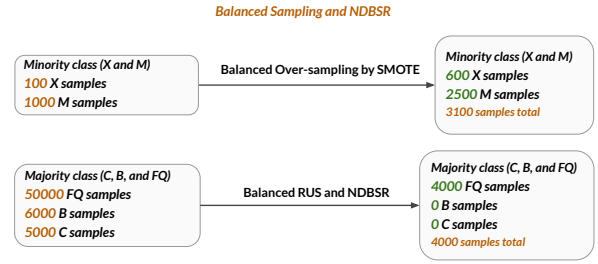 Balanced Sampling and NDBSR
Minority class (X and M)
100 X samples
1000 M samples
Balanced Over-sampling by SMOTE
Minority class (X and M)
600 X samples
2500 M samples
3100 samples total
Majority class (C, B, and FQ)
50000 FQ samples
6000 B samples
5000 C samples
Balanced RUS and NDBSR
Majority class (C, B, and FQ)
4000 FQ samples
0 B samples
0 C samples
4000 samples total